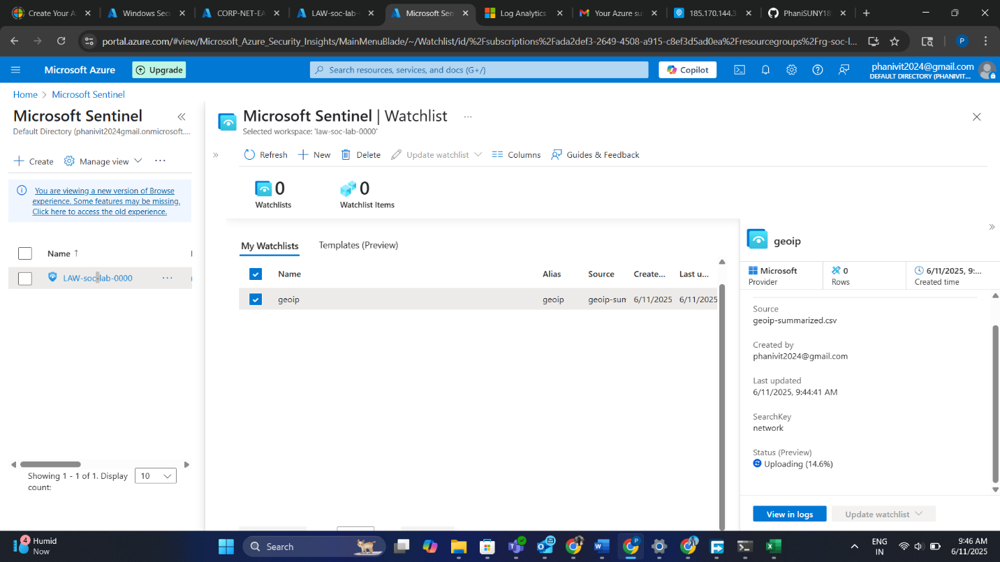 Create Your A
Windows Sec
CORP-NET-EA
LAW-soc-lab-
Microsoft Sen
Log Analytics
Your Azure su
185.170.144.3
PhaniSUNY18
portal.azure.com/#view/Microsoft_Azure_Security_Insights/MainMenuBlade/~/Watchlist/id/%2Fsubscriptions%2Fada2def3-2649-4508-a915-c8ef3d5ad0ea%2Fresourcegroups%2Frg-soc-l...
P
Microsoft Azure
Upgrade
Search resources, services, and docs (G+/)
Copilot
phanivit2024@gmail.com
DEFAULT DIRECTORY (PHANIVIT...
Home > Microsoft Sentinel
Microsoft Sentinel
Default Directory (phanivit2024gmail.onmicrosoft....
Create
Manage view
...
You are viewing a new version of Browse
experience. Some features may be missing.
Click here to access the old experience.
Name ↑
LAW-soc-lab-0000
...
Showing 1 - 1 of 1. Display
count:
10
Microsoft Sentinel | Watchlist
...
Selected workspace: 'law-soc-lab-0000'
Refresh
New
Delete
Update watchlist
Columns
Guides & Feedback
0
Watchlists
0
Watchlist Items
My Watchlists
Templates (Preview)
Name
Alias
Source
Create...
Last u...
geoip
geoip
geoip-sum
6/11/2025
6/11/2025
geoip
Microsoft
Provider
0
Rows
6/11/2025, 9:...
Created time
Source
geoip-summarized.csv
Created by
phanivit2024@gmail.com
Last updated
6/11/2025, 9:44:41 AM
SearchKey
network
Status (Preview)
Uploading (14.6%)
View in logs
Update watchlist
4
Humid
Now
Search
P
ENG
IN
9:46 AM
6/11/2025